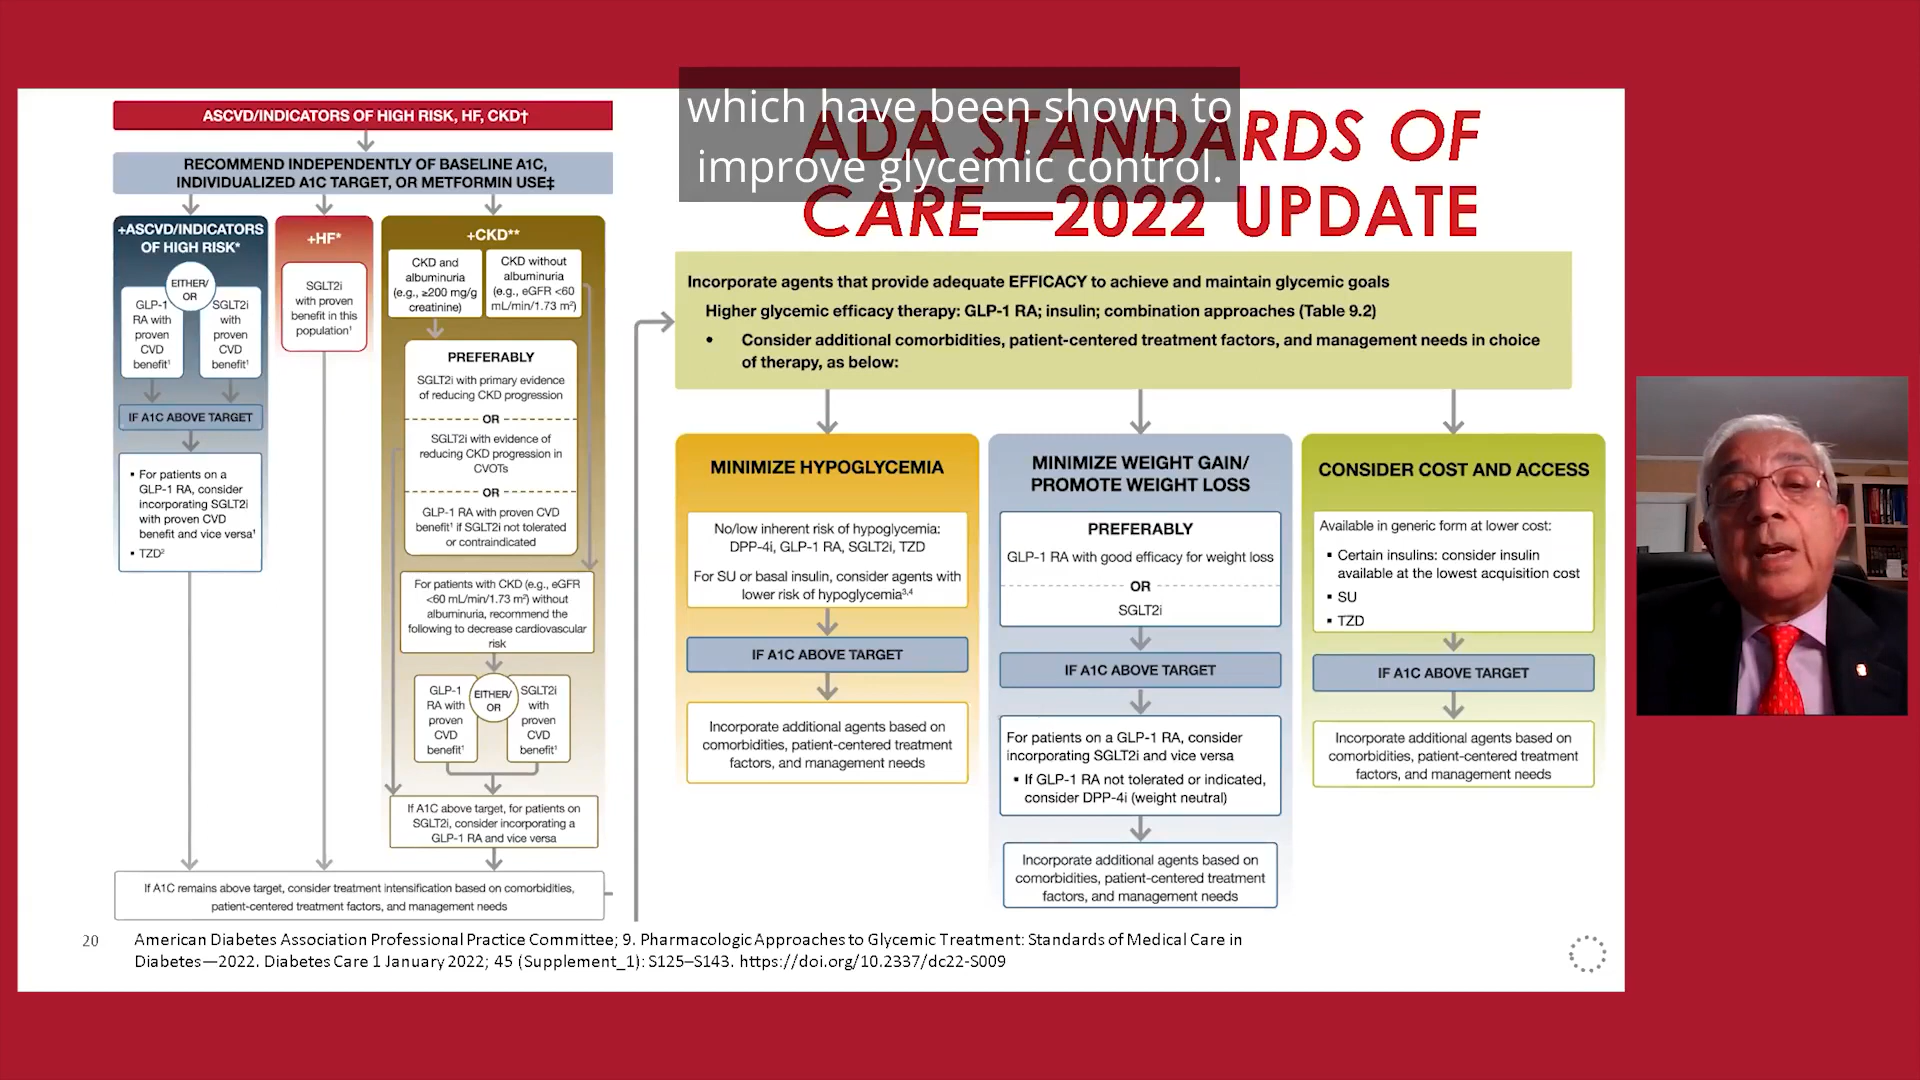 which have been shown to
improve glycemic control.
ADA STANDARDS OF
CARE—2022 UPDATE
ASCVD/INDICATORS OF HIGH RISK, HF, CKD†
RECOMMEND INDEPENDENTLY OF BASELINE A1C,
INDIVIDUALIZED A1C TARGET, OR METFORMIN USE‡
+ASCVD/INDICATORS
OF HIGH RISK*
EITHER/
OR
GLP-1
RA with
proven
CVD
benefit¹
SGLT2i
with
proven
CVD
benefit¹
IF A1C ABOVE TARGET
▪ For patients on a
GLP-1 RA, consider
incorporating SGLT2i
with proven CVD
benefit and vice versa¹
▪ TZD²
+HF*
SGLT2i
with proven
benefit in this
population¹
+CKD**
CKD and
albuminuria
(e.g., ≥200 mg/g
creatinine)
CKD without
albuminuria
(e.g., eGFR <60
mL/min/1.73 m²)
PREFERABLY
SGLT2i with primary evidence
of reducing CKD progression
OR
SGLT2i with evidence of
reducing CKD progression in
CVOTs
OR
GLP-1 RA with proven CVD
benefit¹ if SGLT2i not tolerated
or contraindicated
For patients with CKD (e.g., eGFR
<60 mL/min/1.73 m²) without
albuminuria, recommend the
following to decrease cardiovascular
risk
GLP-1
RA with
proven
CVD
benefit¹
EITHER/
OR
SGLT2i
with
proven
CVD
benefit¹
If A1C above target, for patients on
SGLT2i, consider incorporating a
GLP-1 RA and vice versa
If A1C remains above target, consider treatment intensification based on comorbidities,
patient-centered treatment factors, and management needs
Incorporate agents that provide adequate EFFICACY to achieve and maintain glycemic goals
Higher glycemic efficacy therapy: GLP-1 RA; insulin; combination approaches (Table 9.2)
• Consider additional comorbidities, patient-centered treatment factors, and management needs in choice
of therapy, as below:
MINIMIZE HYPOGLYCEMIA
No/low inherent risk of hypoglycemia:
DPP-4i, GLP-1 RA, SGLT2i, TZD
For SU or basal insulin, consider agents with
lower risk of hypoglycemia³,⁴
IF A1C ABOVE TARGET
Incorporate additional agents based on
comorbidities, patient-centered treatment
factors, and management needs
MINIMIZE WEIGHT GAIN/
PROMOTE WEIGHT LOSS
PREFERABLY
GLP-1 RA with good efficacy for weight loss
OR
SGLT2i
IF A1C ABOVE TARGET
For patients on a GLP-1 RA, consider
incorporating SGLT2i and vice versa
▪ If GLP-1 RA not tolerated or indicated,
consider DPP-4i (weight neutral)
Incorporate additional agents based on
comorbidities, patient-centered treatment
factors, and management needs
CONSIDER COST AND ACCESS
Available in generic form at lower cost:
▪ Certain insulins: consider insulin
available at the lowest acquisition cost
▪ SU
▪ TZD
IF A1C ABOVE TARGET
Incorporate additional agents based on
comorbidities, patient-centered treatment
factors, and management needs
20
American Diabetes Association Professional Practice Committee; 9. Pharmacologic Approaches to Glycemic Treatment: Standards of Medical Care in
Diabetes—2022. Diabetes Care 1 January 2022; 45 (Supplement_1): S125–S143. https://doi.org/10.2337/dc22-S009